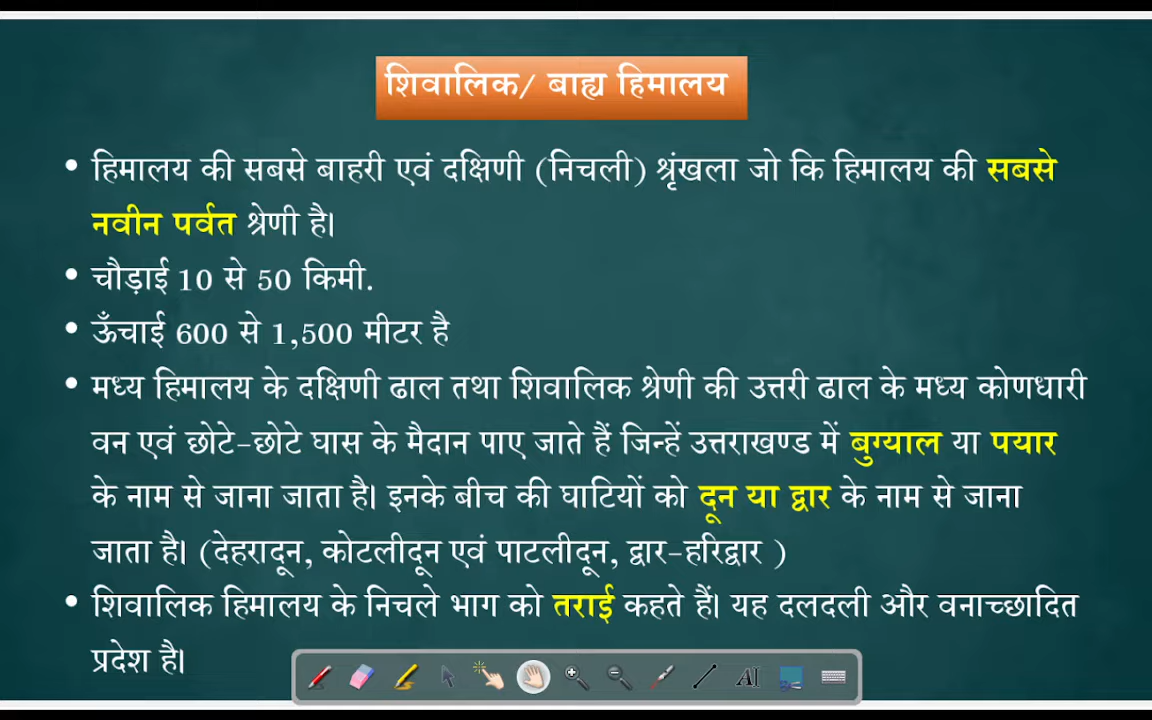 शिवालिक/ बाह्य हिमालय
• हिमालय की सबसे बाहरी एवं दक्षिणी (निचली) श्रृंखला जो कि हिमालय की सबसे
नवीन पर्वत श्रेणी है।
• चौड़ाई 10 से 50 किमी.
• ऊँचाई 600 से 1,500 मीटर है
• मध्य हिमालय के दक्षिणी ढाल तथा शिवालिक श्रेणी की उत्तरी ढाल के मध्य कोणधारी
वन एवं छोटे-छोटे घास के मैदान पाए जाते हैं जिन्हें उत्तराखण्ड में बुग्याल या पयार
के नाम से जाना जाता है। इनके बीच की घाटियों को दून या द्वार के नाम से जाना
जाता है। (देहरादून, कोटलीदून एवं पाटलीदून, द्वार-हरिद्वार )
• शिवालिक हिमालय के निचले भाग को तराई कहते हैं। यह दलदली और वनाच्छादित
प्रदेश है।
AI